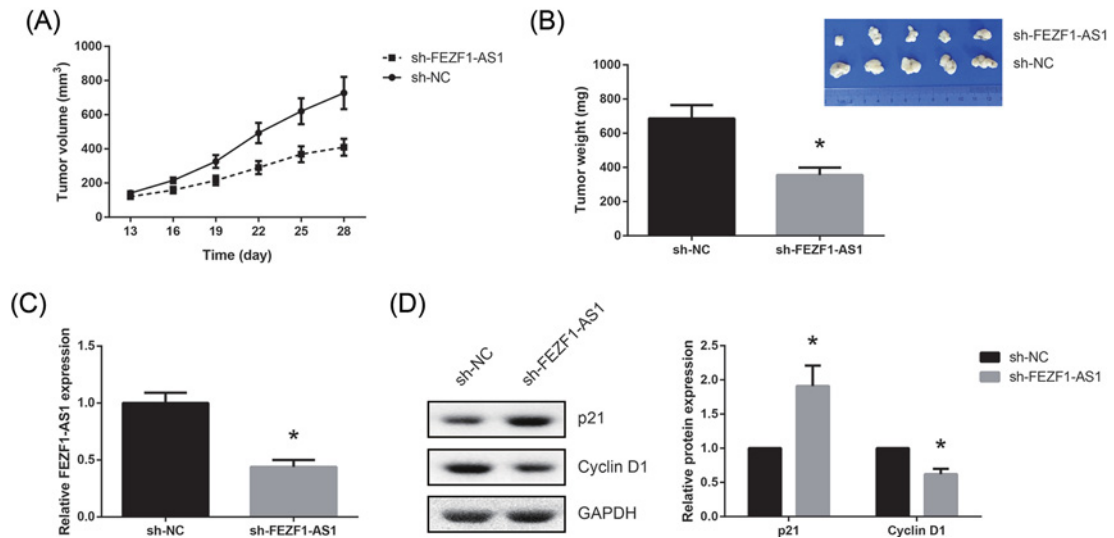 (A)
sh-FEZF1-AS1
sh-NC
Tumor volume (mm3)
1000
800
600
400
200
0
13 16 19 22 25 28
Time (day)
(B)
sh-FEZF1-AS1
sh-NC
Tumor weight (mg)
1000
800
600
400
200
0
*
sh-NC sh-FEZF1-AS1
(C)
Relative FEZF1-AS1 expression
1.5
1.0
0.5
0.0
*
sh-NC sh-FEZF1-AS1
(D)
sh-NC sh-FEZF1-AS1
p21
Cyclin D1
GAPDH
Relative protein expression
2.5
2.0
1.5
1.0
0.5
0.0
*
*
p21 Cyclin D1
sh-NC
sh-FEZF1-AS1